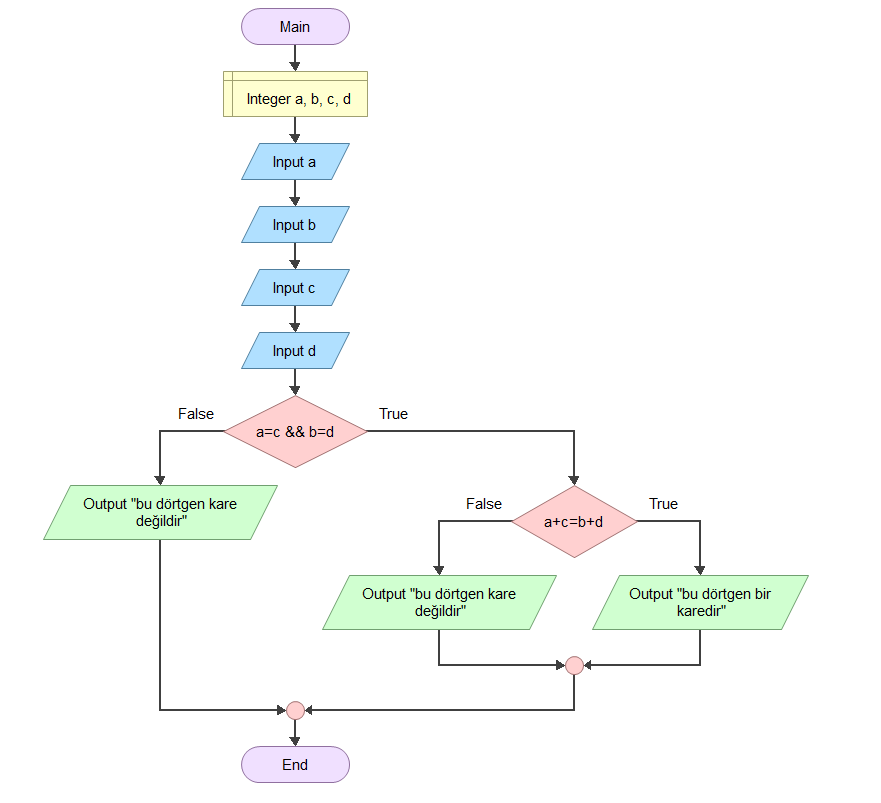 Main
Integer a, b, c, d
Input a
Input b
Input c
Input d
False
True
a=c && b=d
Output "bu dörtgen kare
değildir"
False
True
a+c=b+d
Output "bu dörtgen kare
değildir"
Output "bu dörtgen bir
karedir"
End